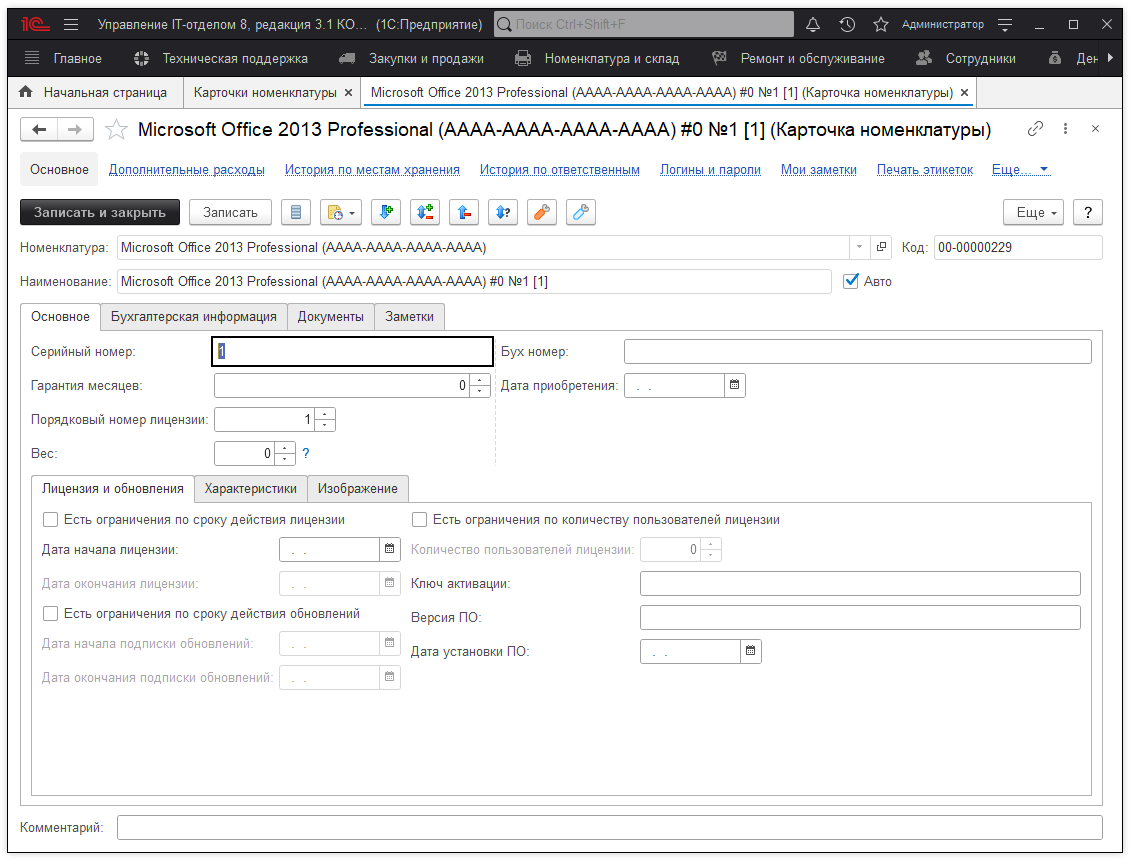 Управление IT-отделом 8, редакция 3.1 КО... (1С:Предприятие) Поиск Ctrl+Shift+F Администратор
Главное Техническая поддержка Закупки и продажи Номенклатура и склад Ремонт и обслуживание Сотрудники Ден
Начальная страница Карточки номенклатуры × Microsoft Office 2013 Professional (AAAA-AAAA-AAAA-AAAA) #0 №1 [1] (Карточка номенклатуры) ×
Microsoft Office 2013 Professional (AAAA-AAAA-AAAA-AAAA) #0 №1 [1] (Карточка номенклатуры)
Основное Дополнительные расходы История по местам хранения История по ответственным Логины и пароли Мои заметки Печать этикеток Еще...
Записать и закрыть Записать Еще ?
Номенклатура: Microsoft Office 2013 Professional (AAAA-AAAA-AAAA-AAAA) Код: 00-00000229
Наименование: Microsoft Office 2013 Professional (AAAA-AAAA-AAAA-AAAA) #0 №1 [1] Авто
Основное Бухгалтерская информация Документы Заметки
Серийный номер: 1 Бух номер:
Гарантия месяцев: 0 Дата приобретения: . .
Порядковый номер лицензии: 1
Вес: 0 ?
Лицензия и обновления Характеристики Изображение
Есть ограничения по сроку действия лицензии Есть ограничения по количеству пользователей лицензии
Дата начала лицензии: . . Количество пользователей лицензии: 0
Дата окончания лицензии: . . Ключ активации:
Есть ограничения по сроку действия обновлений Версия ПО:
Дата начала подписки обновлений: . . Дата установки ПО: . .
Дата окончания подписки обновлений: . .
Комментарий: